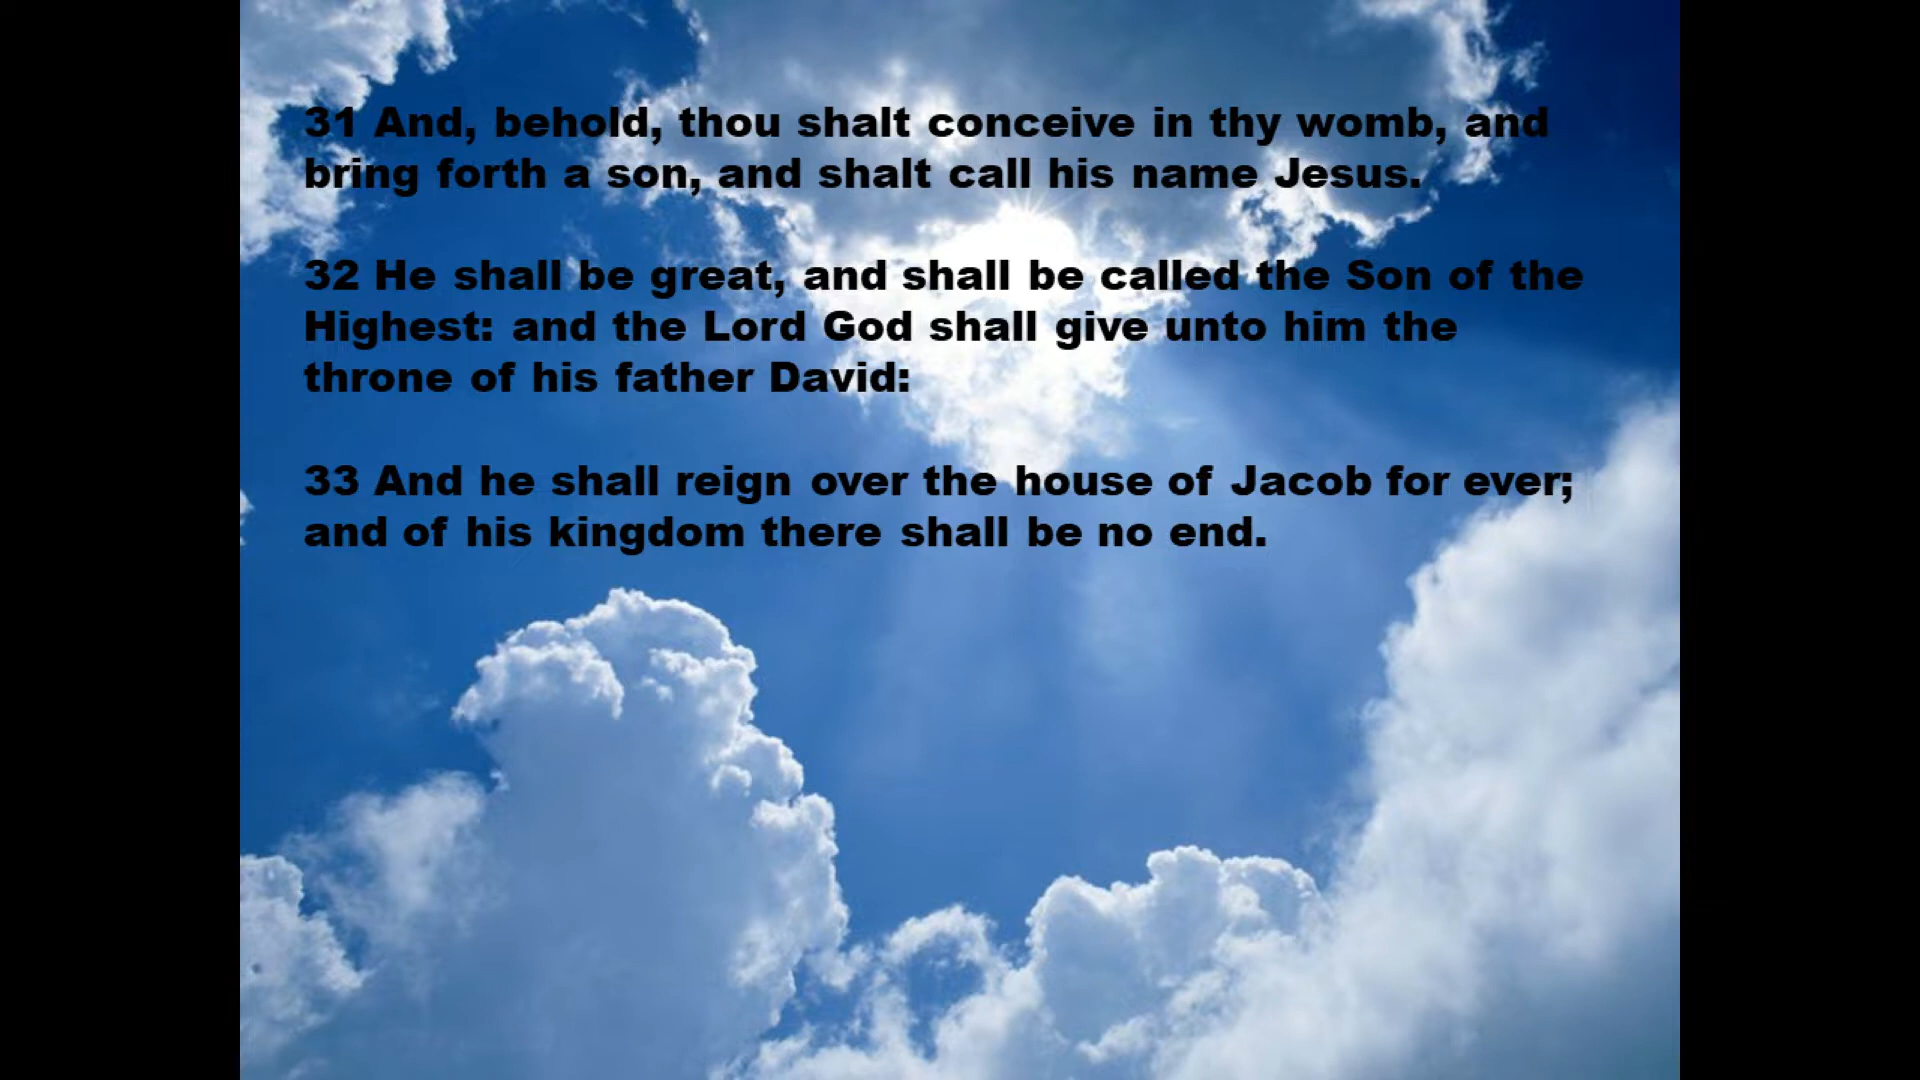 31 And, behold, thou shalt conceive in thy womb, and
bring forth a son, and shalt call his name Jesus.
32 He shall be great, and shall be called the Son of the
Highest: and the Lord God shall give unto him the
throne of his father David:
33 And he shall reign over the house of Jacob for ever;
and of his kingdom there shall be no end.